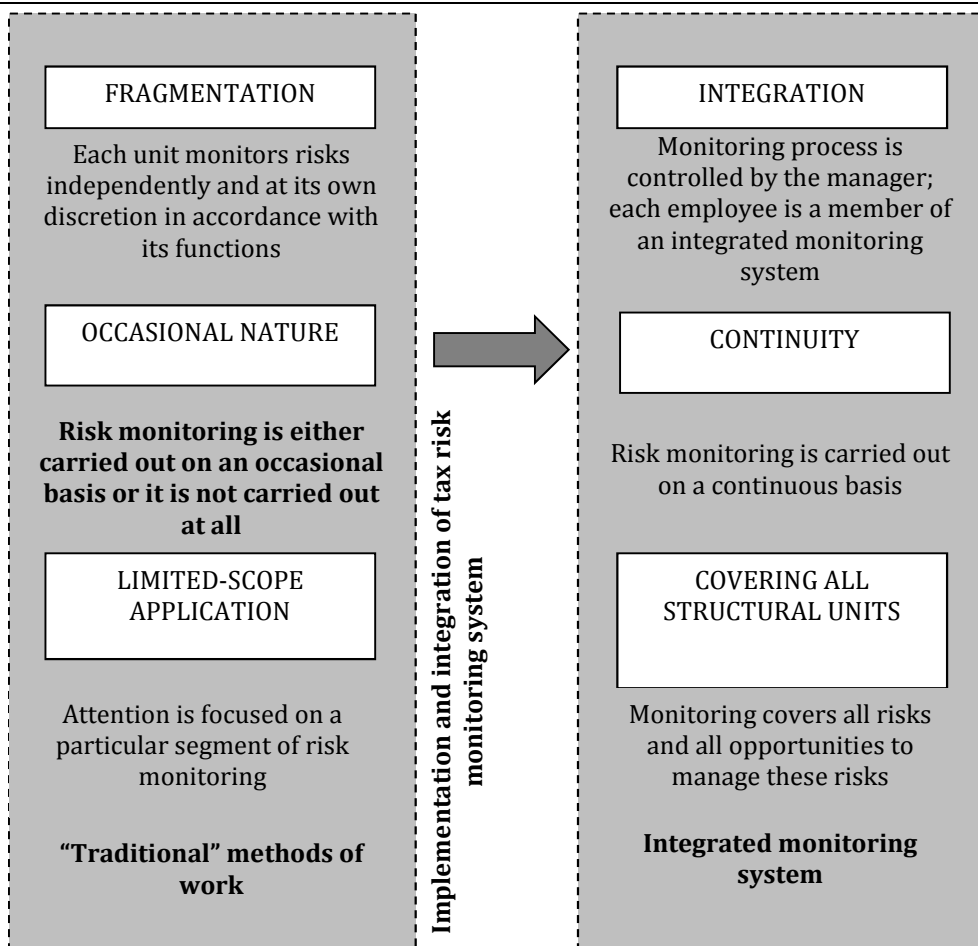 FRAGMENTATION
Each unit monitors risks
independently and at its own
discretion in accordance with
its functions
OCCASIONAL NATURE
Risk monitoring is either
carried out on an occasional
basis or it is not carried out
at all
LIMITED-SCOPE
APPLICATION
Attention is focused on a
particular segment of risk
monitoring
“Traditional” methods of
work
Implementation and integration of tax risk
monitoring system
INTEGRATION
Monitoring process is
controlled by the manager;
each employee is a member of
an integrated monitoring
system
CONTINUITY
Risk monitoring is carried out
on a continuous basis
COVERING ALL
STRUCTURAL UNITS
Monitoring covers all risks
and all opportunities to
manage these risks
Integrated monitoring
system